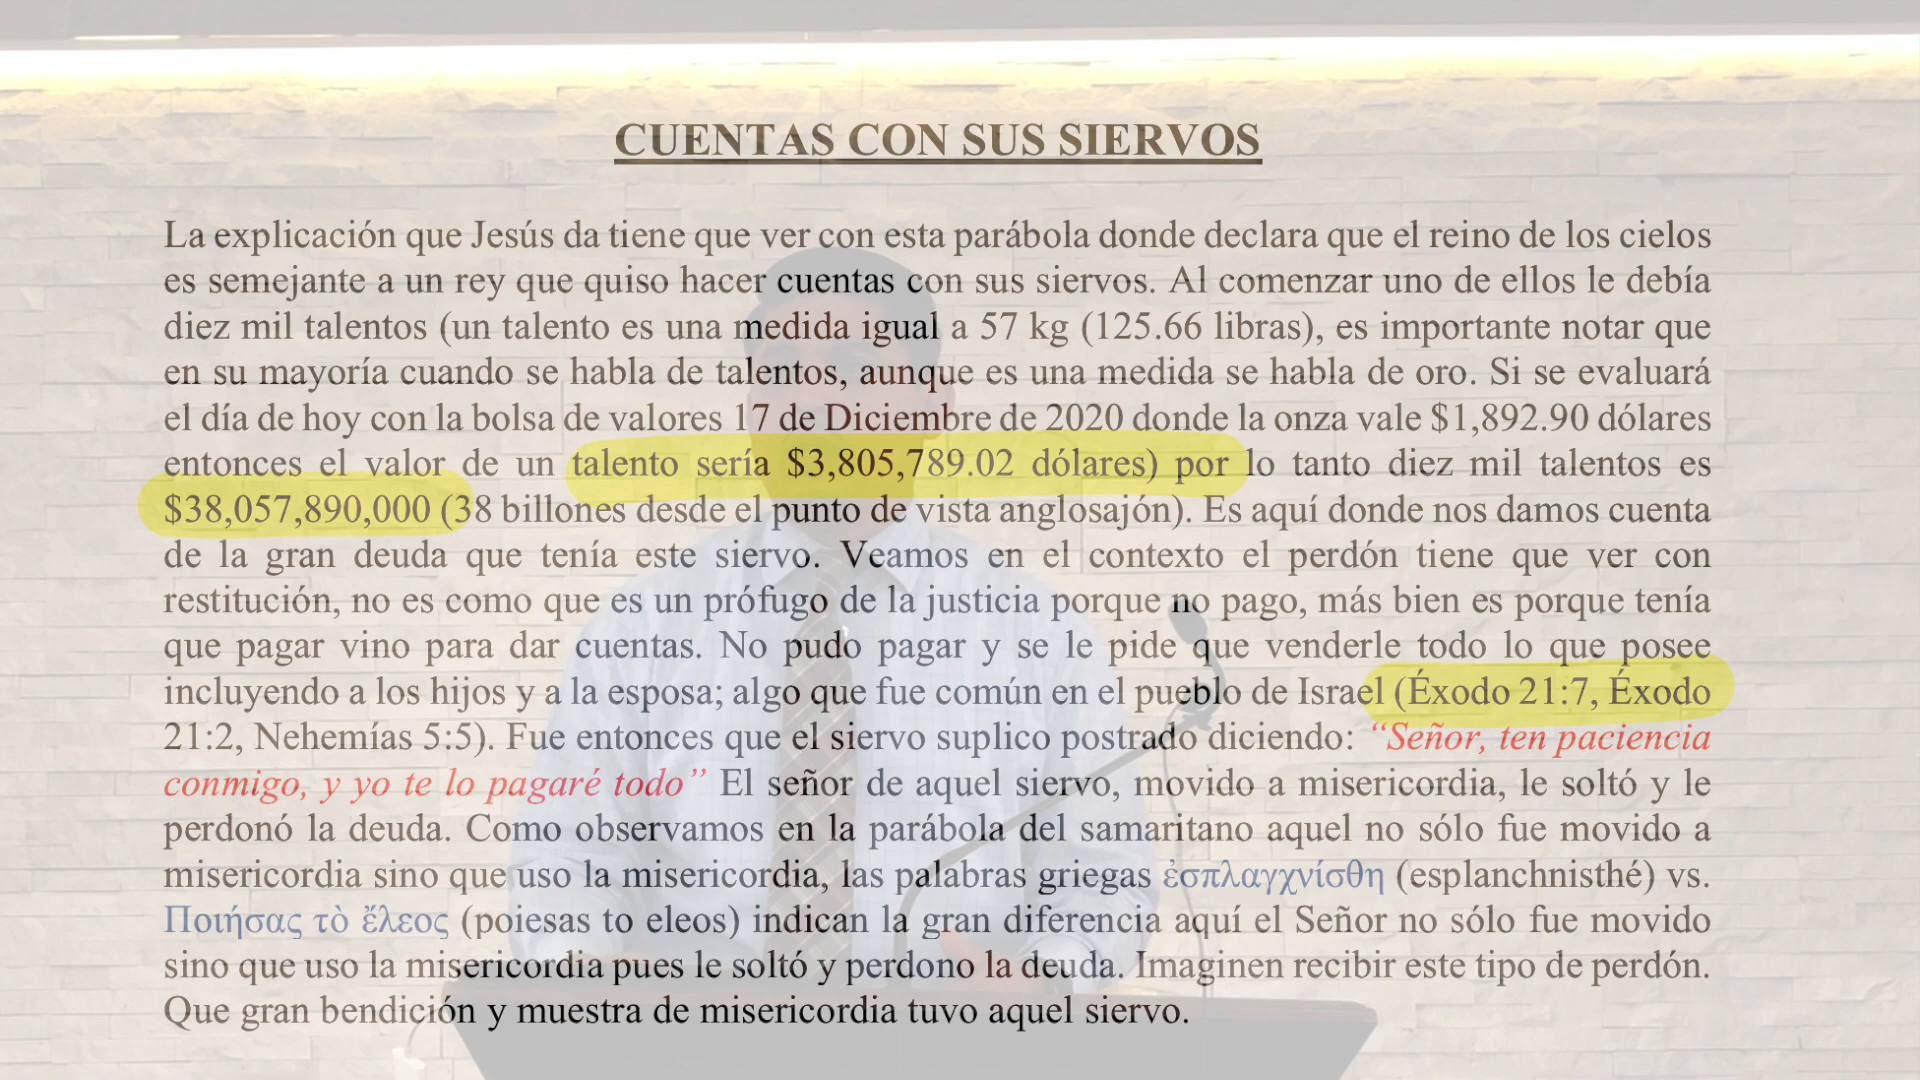 CUENTAS CON SUS SIERVOS
La explicación que Jesús da tiene que ver con esta parábola donde declara que el reino de los cielos
es semejante a un rey que quiso hacer cuentas con sus siervos. Al comenzar uno de ellos le debía
diez mil talentos (un talento es una medida igual a 57 kg (125.66 libras), es importante notar que
en su mayoría cuando se habla de talentos, aunque es una medida se habla de oro. Si se evaluará
el día de hoy con la bolsa de valores 17 de Diciembre de 2020 donde la onza vale $1,892.90 dólares
entonces el valor de un talento sería $3,805,789.02 dólares) por lo tanto diez mil talentos es
$38,057,890,000 (38 billones desde el punto de vista anglosajón). Es aquí donde nos damos cuenta
de la gran deuda que tenía este siervo. Veamos en el contexto el perdón tiene que ver con
restitución, no es como que es un prófugo de la justicia porque no pago, más bien es porque tenía
que pagar vino para dar cuentas. No pudo pagar y se le pide que venderle todo lo que posee
incluyendo a los hijos y a la esposa; algo que fue común en el pueblo de Israel (Éxodo 21:7, Éxodo
21:2, Nehemías 5:5). Fue entonces que el siervo suplico postrado diciendo: “Señor, ten paciencia
conmigo, y yo te lo pagaré todo” El señor de aquel siervo, movido a misericordia, le soltó y le
perdonó la deuda. Como observamos en la parábola del samaritano aquel no sólo fue movido a
misericordia sino que uso la misericordia, las palabras griegas ἐσπλαγχνίσθη (esplanchnisthé) vs.
Ποιήσας τὸ ἔλεος (poiesas to eleos) indican la gran diferencia aquí el Señor no sólo fue movido
sino que uso la misericordia pues le soltó y perdono la deuda. Imaginen recibir este tipo de perdón.
Que gran bendición y muestra de misericordia tuvo aquel siervo.